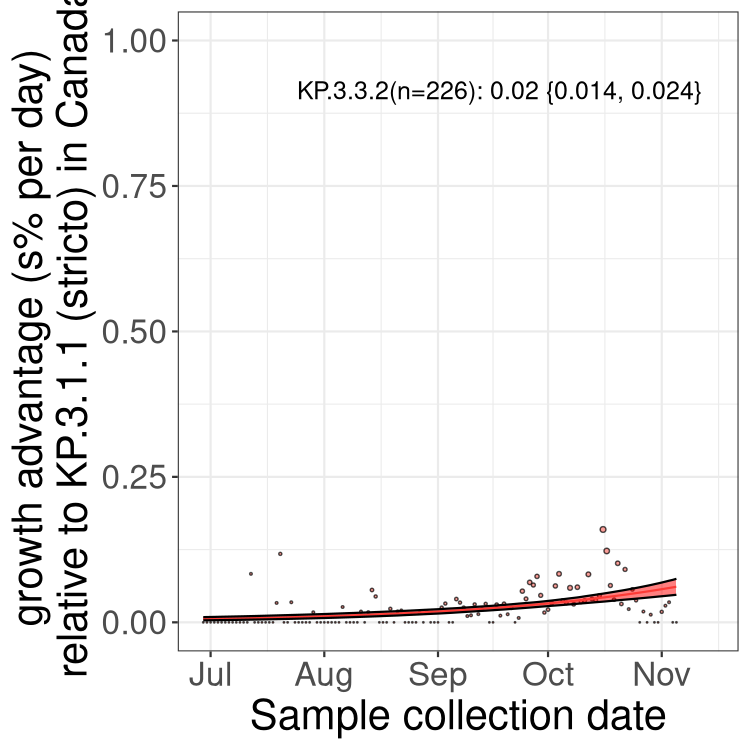 growth advantage (s% per day)
relative to KP.3.1.1 (stricto) in Canada
1.00
0.75
0.50
0.25
0.00
KP.3.3.2(n=226): 0.02 {0.014, 0.024}
Jul Aug Sep Oct Nov
Sample collection date